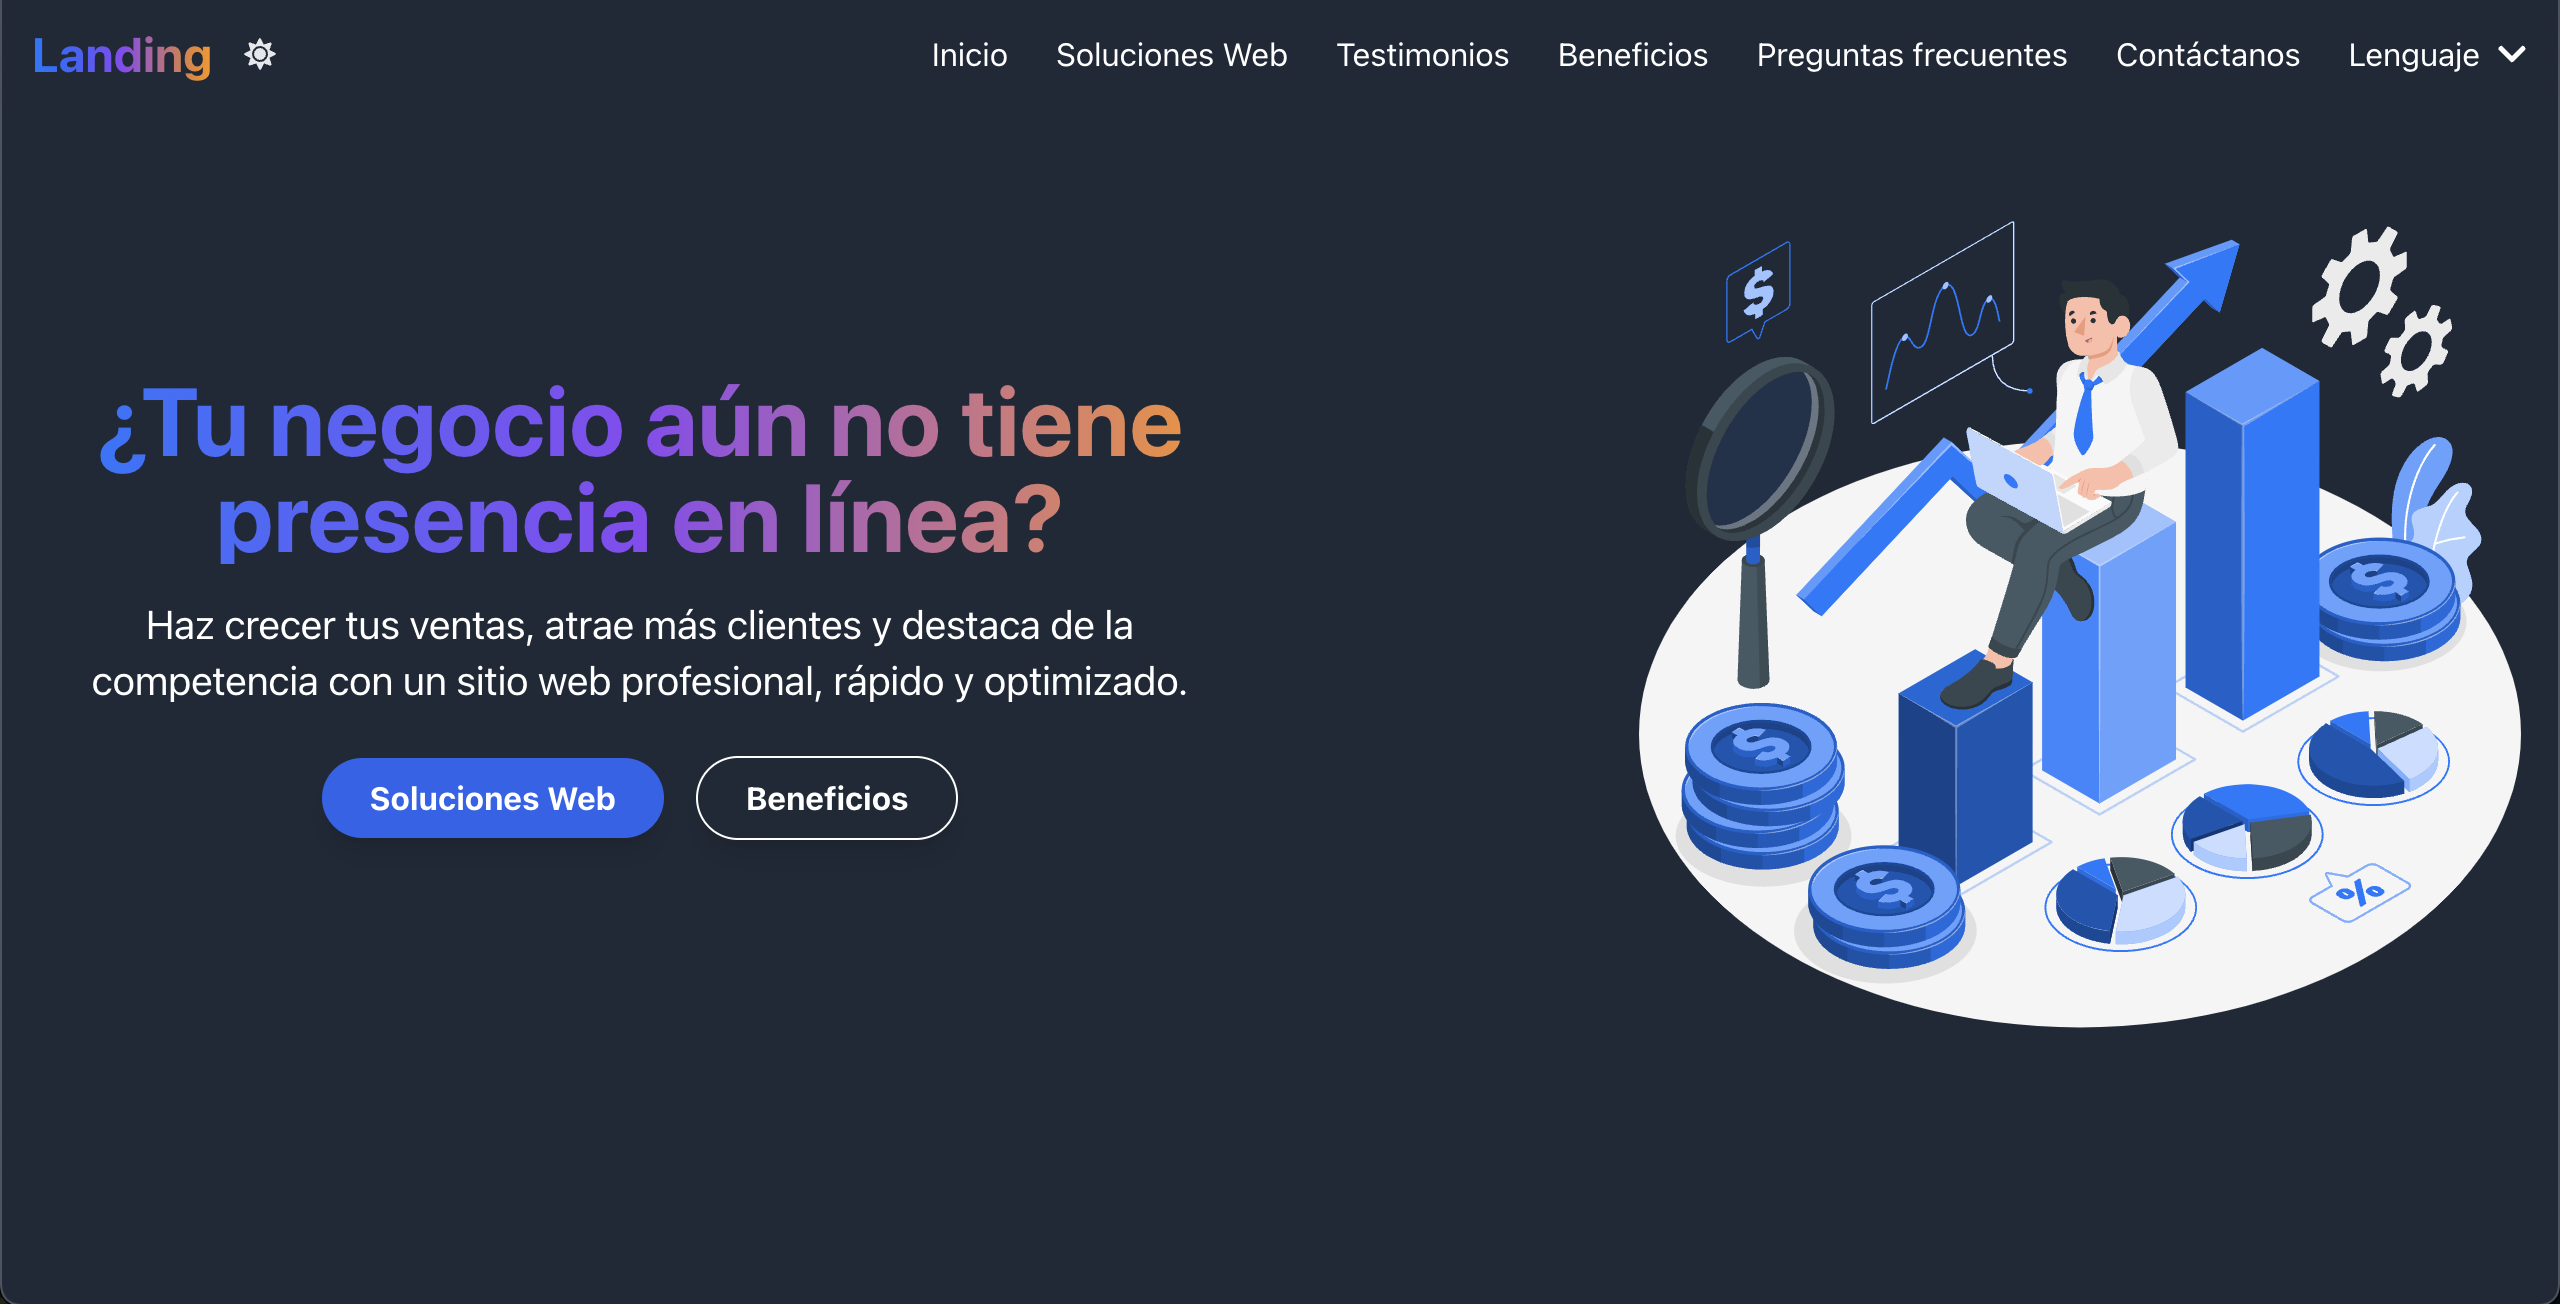 Landing
Inicio
Soluciones Web
Testimonios
Beneficios
Preguntas frecuentes
Contáctanos
Lenguaje
¿Tu negocio aún no tiene
presencia en línea?
Haz crecer tus ventas, atrae más clientes y destaca de la
competencia con un sitio web profesional, rápido y optimizado.
Soluciones Web
Beneficios
$
$
$
$
%